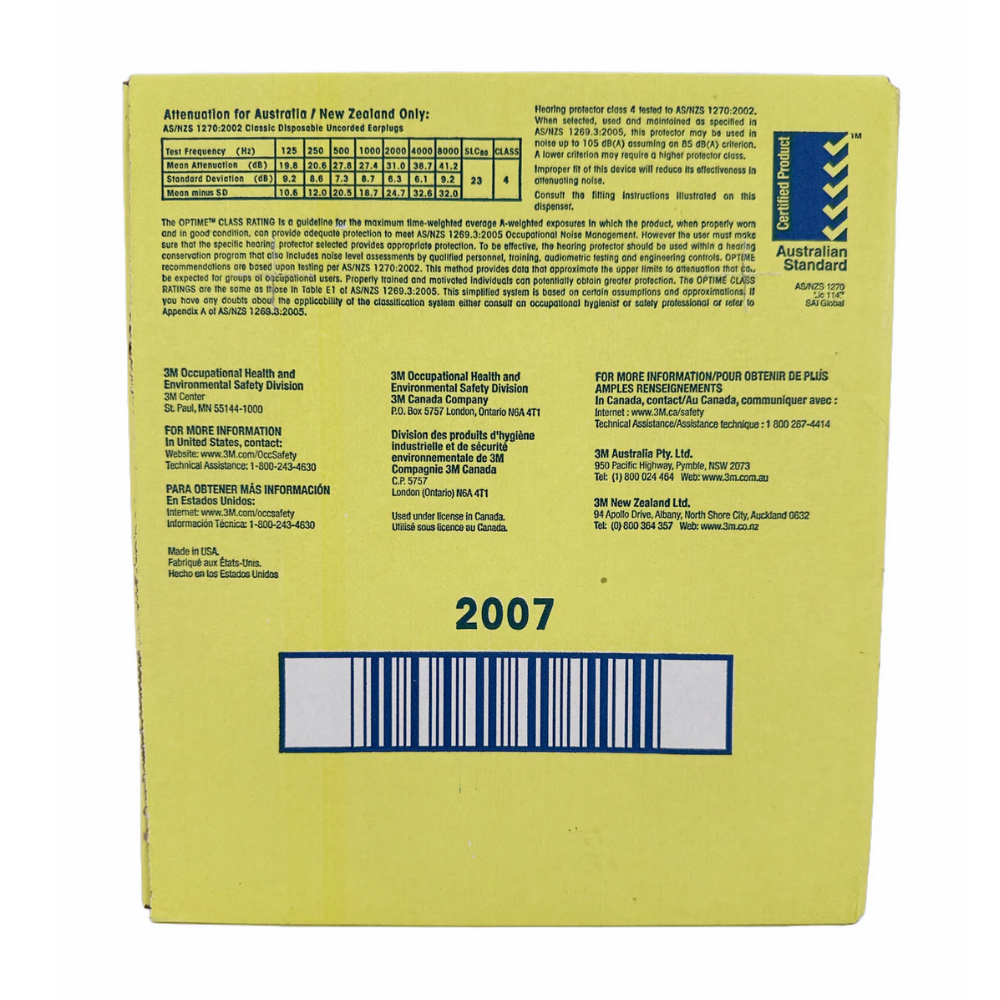 Attenuation for Australia / New Zealand Only:
AS/NZS 1270:2002 Classic Disposable Uncorded Earplugs
Test Frequency (Hz) 125 250 500 1000 2000 4000 8000 SLC80 CLASS
Mean Attenuation (dB) 19.8 20.6 27.8 27.4 31.0 38.7 41.2
Standard Deviation (dB) 9.2 8.6 7.3 8.7 6.3 6.1 9.2 23 4
Mean minus SD 10.6 12.0 20.5 18.7 24.7 32.6 32.0
Hearing protector class 4 tested to AS/NZS 1270:2002.
When selected, used and maintained as specified in
AS/NZS 1269.3:2005, this protector may be used in
noise up to 105 dB(A) assuming an 85 dB(A) criterion.
A lower criterion may require a higher protector class.
Improper fit of this device will reduce its effectiveness in
attenuating noise.
Consult the fitting instructions illustrated on this
dispenser.
Certified Product
TM
Australian
Standard
AS/NZS 1270
SAI Global
The OPTIME™ CLASS RATING is a guideline for the maximum time-weighted average A-weighted exposures in which the product, when properly worn
and in good condition, can provide adequate protection to meet AS/NZS 1269.3:2005 Occupational Noise Management. However the user must make
sure that the specific hearing protector selected provides appropriate protection. To be effective, the hearing protector should be used within a hearing
conservation program that also includes noise level assessments by qualified personnel, training, audiometric testing and engineering controls. OPTIME
recommendations are based upon testing per AS/NZS 1270:2002. This method provides data that approximate the upper limits to attenuation that
be expected for groups of occupational users. Properly trained and motivated individuals can potentially obtain greater protection. The OPTIME CLASS
RATINGS are the same as those in Table E1 of AS/NZS 1269.3:2005. This simplified system is based on certain assumptions and approximations. If
you have any doubts about the applicability of the classification system either consult an occupational hygienist or safety professional or refer to
Appendix A of AS/NZS 1269.3:2005.
3M Occupational Health and
Environmental Safety Division
3M Center
St. Paul, MN 55144-1000
FOR MORE INFORMATION
In United States, contact:
Website: www.3M.com/OccSafety
Technical Assistance: 1-800-243-4630
PARA OBTENER MÁS INFORMACIÓN
En Estados Unidos:
Internet: www.3M.com/occsafety
Información Técnica: 1-800-243-4630
Made in USA.
Fabriqué aux États-Unis.
Hecho en los Estados Unidos
3M Occupational Health and
Environmental Safety Division
3M Canada Company
P.O. Box 5757 London, Ontario N6A 4T1
Division des produits d'hygiène
industrielle et de sécurité
environnementale de 3M
Compagnie 3M Canada
C.P. 5757
London (Ontario) N6A 4T1
Used under license in Canada.
Utilisé sous licence au Canada.
FOR MORE INFORMATION/POUR OBTENIR DE PLUS
AMPLES RENSEIGNEMENTS
In Canada, contact/Au Canada, communiquer avec :
Internet : www.3M.ca/safety
Technical Assistance/Assistance technique : 1 800 267-4414
3M Australia Pty. Ltd.
950 Pacific Highway, Pymble, NSW 2073
Tel: (1) 800 024 464 Web: www.3m.com.au
3M New Zealand Ltd.
94 Apollo Drive, Albany, North Shore City, Auckland 0632
Tel: (0) 800 364 357 Web: www.3m.co.nz
2007